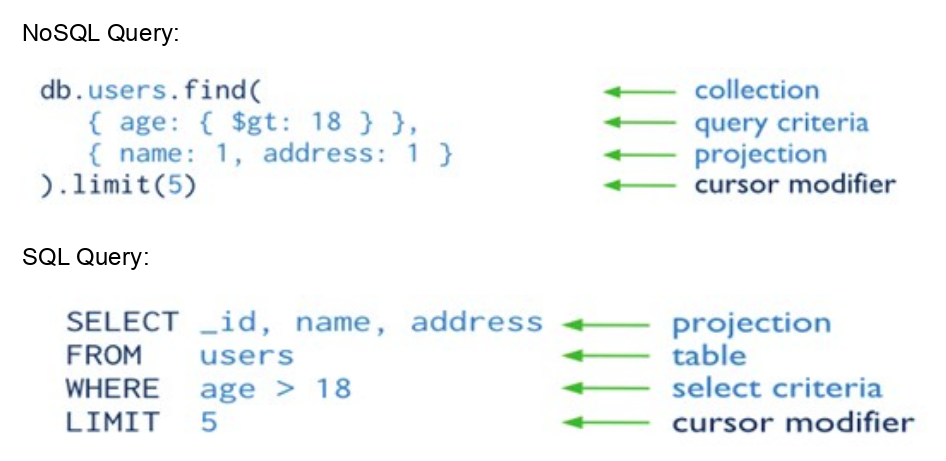 NoSQL Query:
db.users.find( collection
{ age: { $gt: 18 } }, query criteria
{ name: 1, address: 1 } projection
).limit(5) cursor modifier
SQL Query:
SELECT _id, name, address projection
FROM users table
WHERE age > 18 select criteria
LIMIT 5 cursor modifier